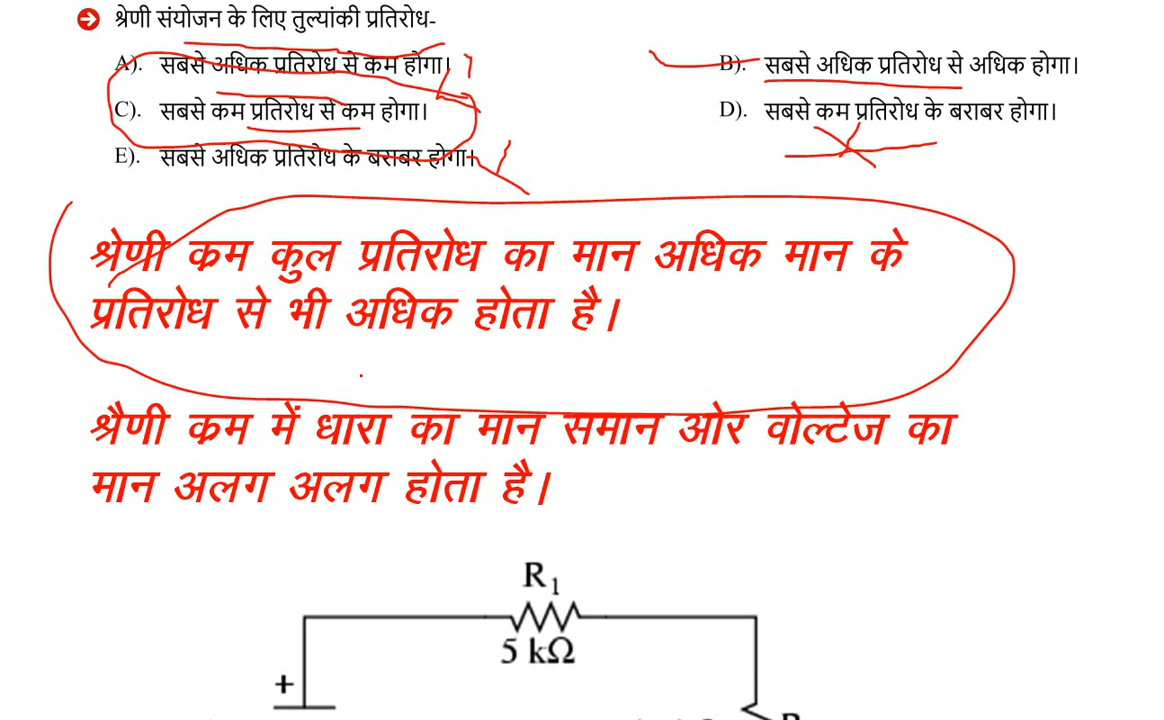 श्रेणी संयोजन के लिए तुल्यांकी प्रतिरोध-
A). सबसे अधिक प्रतिरोध से कम होगा।
B). सबसे अधिक प्रतिरोध से अधिक होगा।
C). सबसे कम प्रतिरोध से कम होगा।
D). सबसे कम प्रतिरोध के बराबर होगा।
E). सबसे अधिक प्रतिरोध के बराबर होगा।
श्रेणी क्रम कुल प्रतिरोध का मान अधिक मान के
प्रतिरोध से भी अधिक होता है।
श्रैणी क्रम में धारा का मान समान ओर वोल्टेज का
मान अलग अलग होता है।
R1
5 kΩ
+